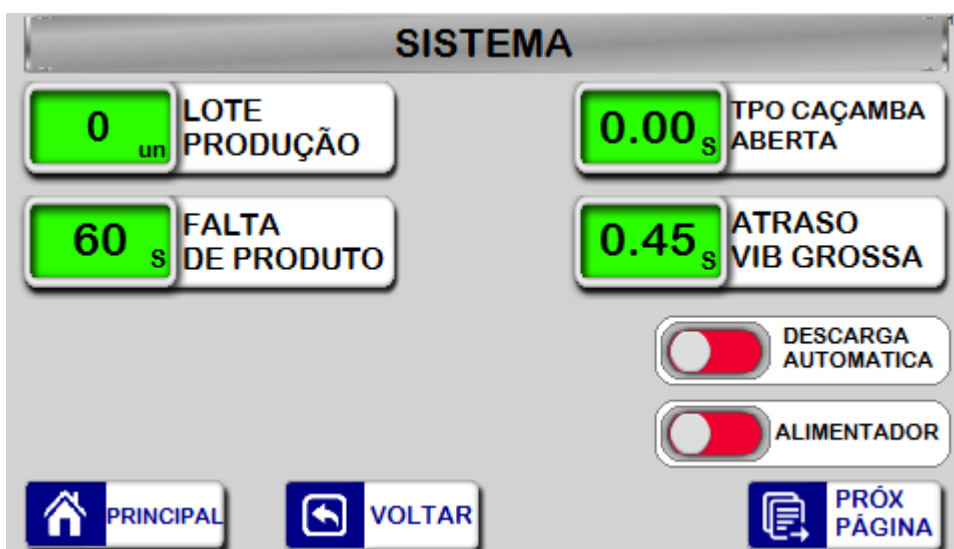 SISTEMA
0 un
LOTE
PRODUÇÃO
0.00 s
TPO CAÇAMBA
ABERTA
60 s
FALTA
DE PRODUTO
0.45 s
ATRASO
VIB GROSSA
DESCARGA
AUTOMATICA
ALIMENTADOR
PRINCIPAL
VOLTAR
PRÓX
PÁGINA